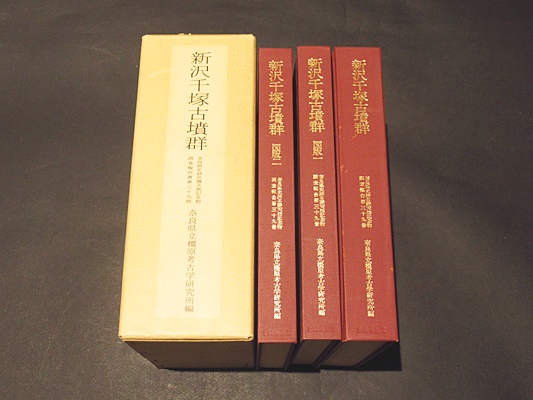 新沢千塚古墳群
奈良県史跡名勝天然記念物
調査報告第三十九冊
奈良県立橿原考古学研究所編
新沢千塚古墳群
図版二
奈良県史跡名勝天然記念物
調査報告第三十九冊
奈良県立橿原考古学研究所編
新沢千塚古墳群
図版一
奈良県史跡名勝天然記念物
調査報告第三十九冊
奈良県立橿原考古学研究所編
新沢千塚古墳群
奈良県史跡名勝天然記念物
調査報告第三十九冊
奈良県立橿原考古学研究所編